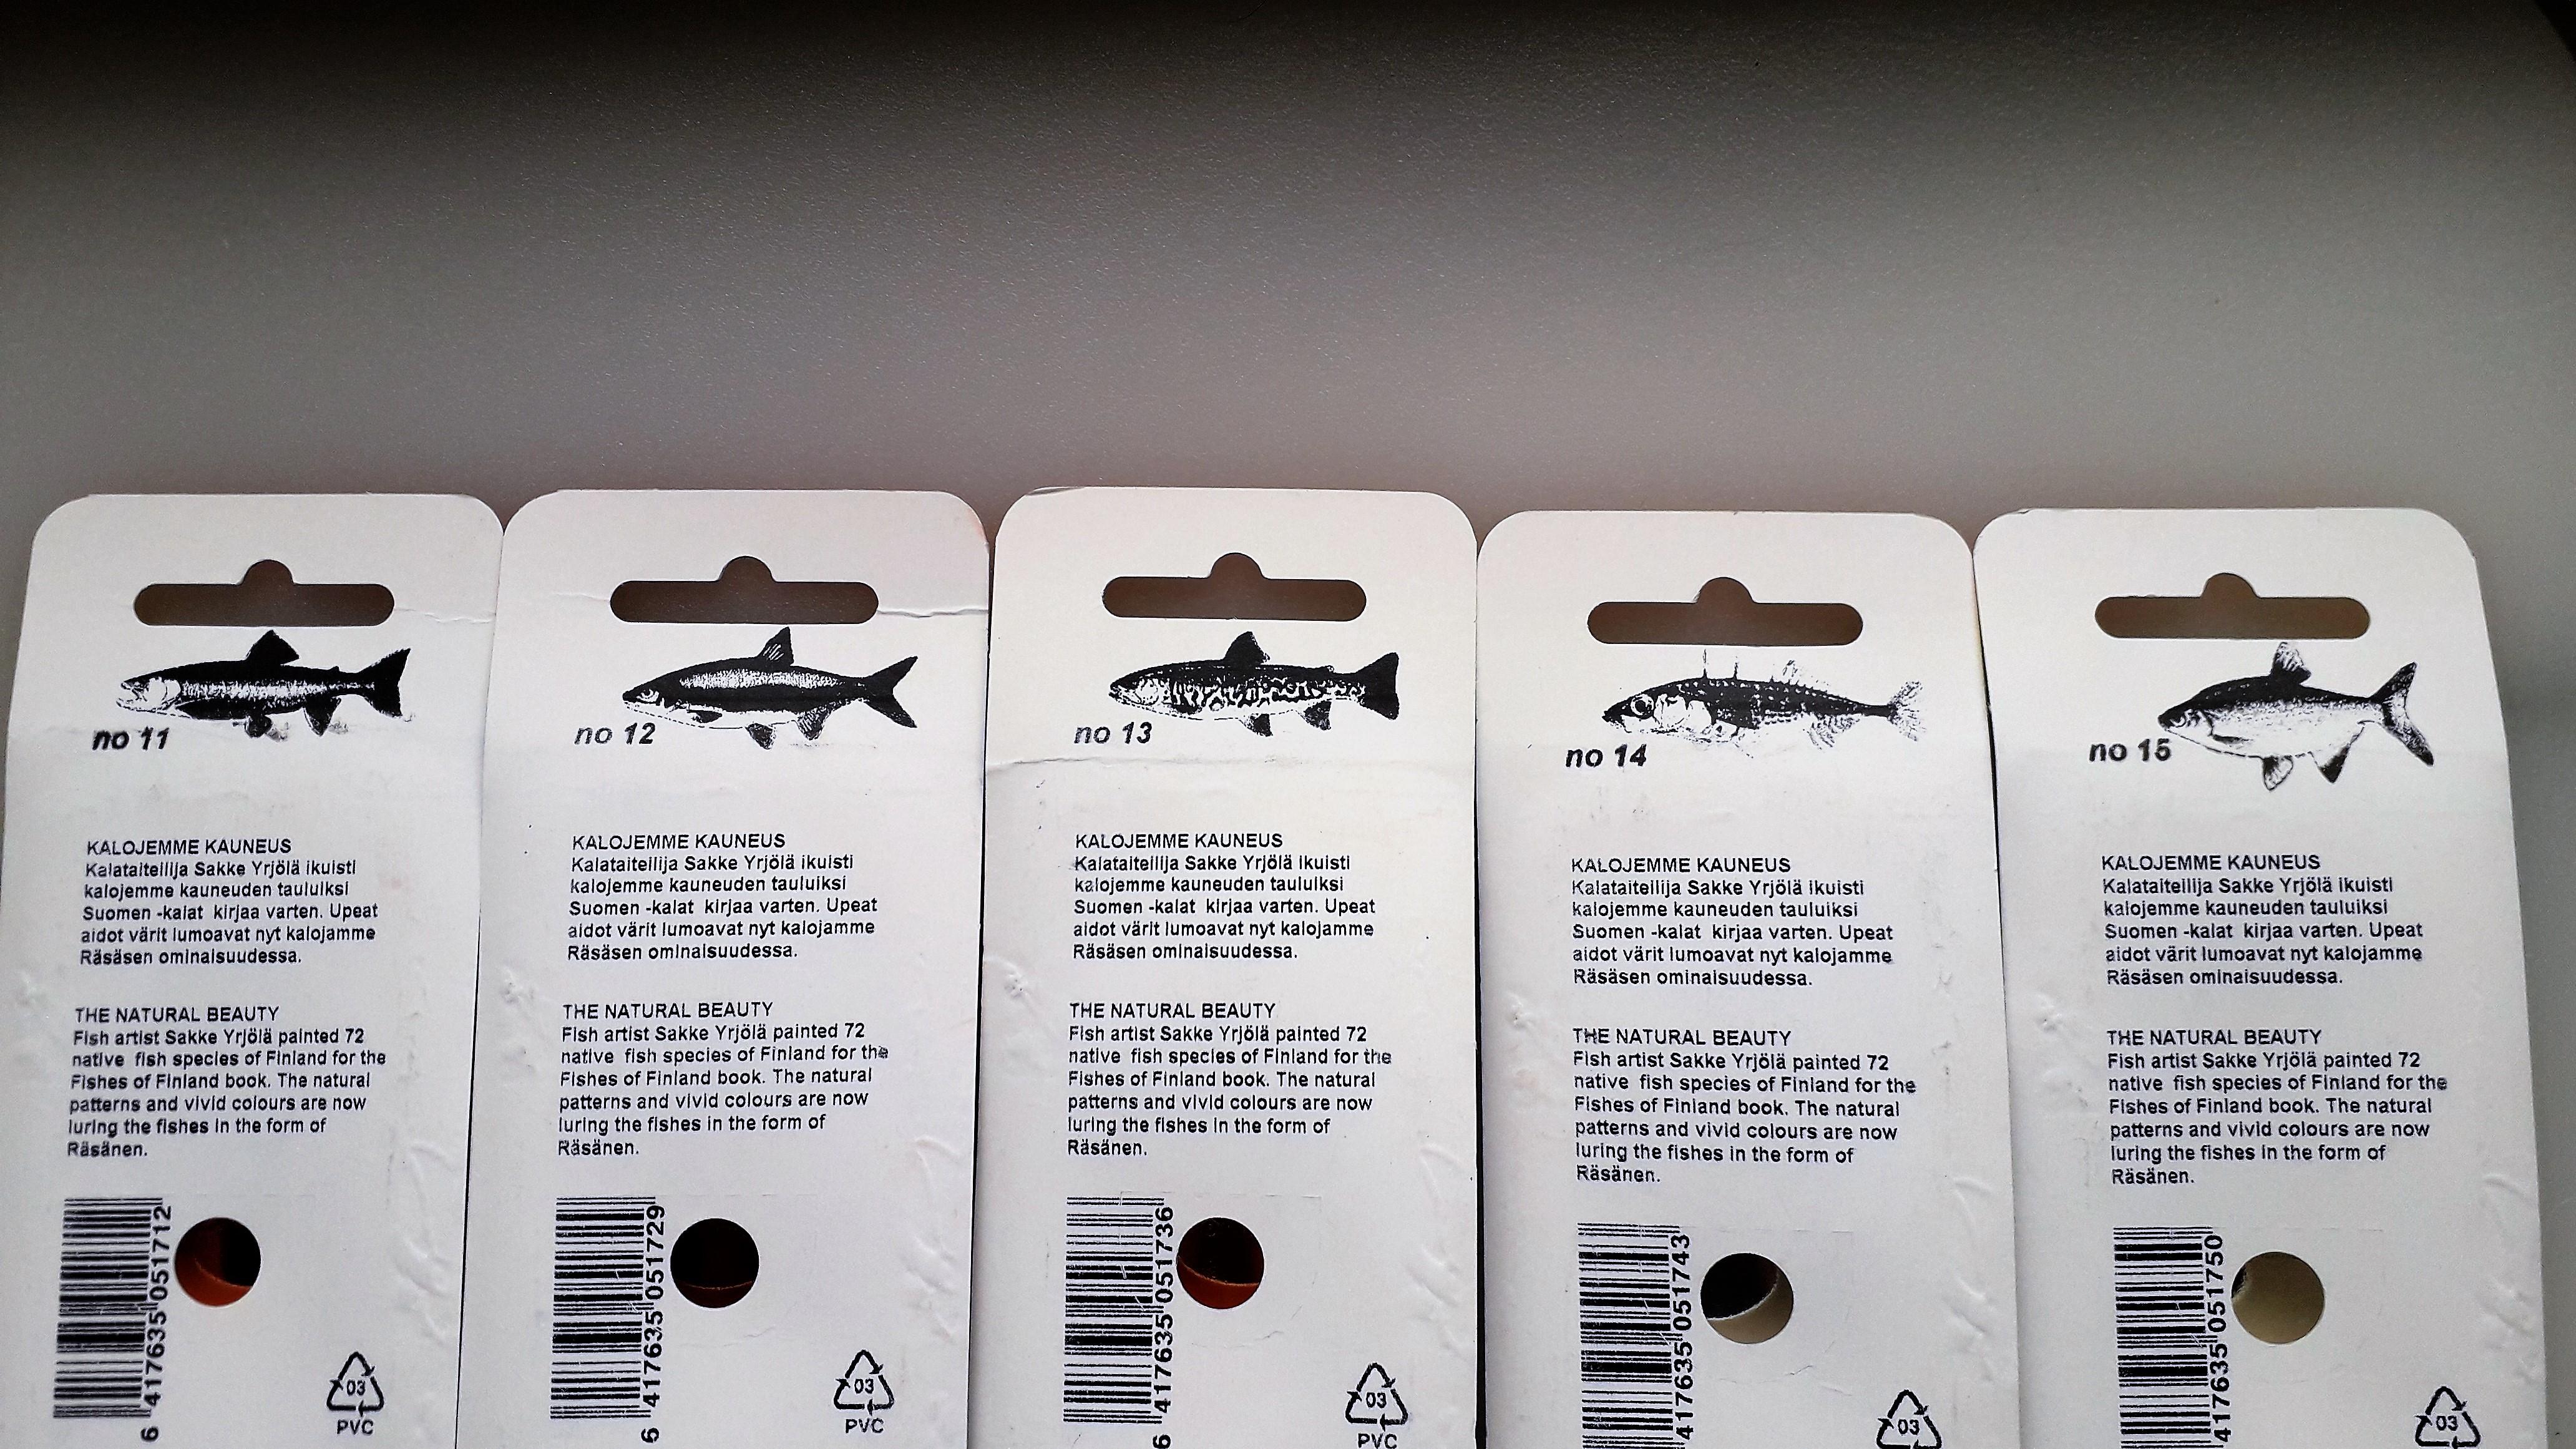 no 11
KALOJEMME KAUNEUS
Kalataiteilija Sakke Yrjölä ikuisti
kalojemme kauneuden tauluiksi
Suomen -kalat kirjaa varten. Upeat
aidot värit lumoavat nyt kalojamme
Räsäsen ominaisuudessa.
THE NATURAL BEAUTY
Fish artist Sakke Yrjölä painted 72
native fish species of Finland for the
Fishes of Finland book. The natural
patterns and vivid colours are now
luring the fishes in the form of
Räsänen.
6 417635 051712
03
PVC
no 12
KALOJEMME KAUNEUS
Kalataiteilija Sakke Yrjölä ikuisti
kalojemme kauneuden tauluiksi
Suomen -kalat kirjaa varten. Upeat
aidot värit lumoavat nyt kalojamme
Räsäsen ominaisuudessa.
THE NATURAL BEAUTY
Fish artist Sakke Yrjölä painted 72
native fish species of Finland for the
Fishes of Finland book. The natural
patterns and vivid colours are now
luring the fishes in the form of
Räsänen.
6 417635 051729
03
PVC
no 13
KALOJEMME KAUNEUS
Kalataiteilija Sakke Yrjölä ikuisti
kalojemme kauneuden tauluiksi
Suomen -kalat kirjaa varten. Upeat
aidot värit lumoavat nyt kalojamme
Räsäsen ominaisuudessa.
THE NATURAL BEAUTY
Fish artist Sakke Yrjölä painted 72
native fish species of Finland for the
Fishes of Finland book. The natural
patterns and vivid colours are now
luring the fishes in the form of
Räsänen.
6 417635 051736
03
PVC
no 14
KALOJEMME KAUNEUS
Kalataiteilija Sakke Yrjölä ikuisti
kalojemme kauneuden tauluiksi
Suomen -kalat kirjaa varten. Upeat
aidot värit lumoavat nyt kalojamme
Räsäsen ominaisuudessa.
THE NATURAL BEAUTY
Fish artist Sakke Yrjölä painted 72
native fish species of Finland for the
Fishes of Finland book. The natural
patterns and vivid colours are now
luring the fishes in the form of
Räsänen.
417635 051743
03
no 15
KALOJEMME KAUNEUS
Kalataiteilija Sakke Yrjölä ikuisti
kalojemme kauneuden tauluiksi
Suomen -kalat kirjaa varten. Upeat
aidot värit lumoavat nyt kalojamme
Räsäsen ominaisuudessa.
THE NATURAL BEAUTY
Fish artist Sakke Yrjölä painted 72
native fish species of Finland for the
Fishes of Finland book. The natural
patterns and vivid colours are now
luring the fishes in the form of
Räsänen.
417635 051750
03